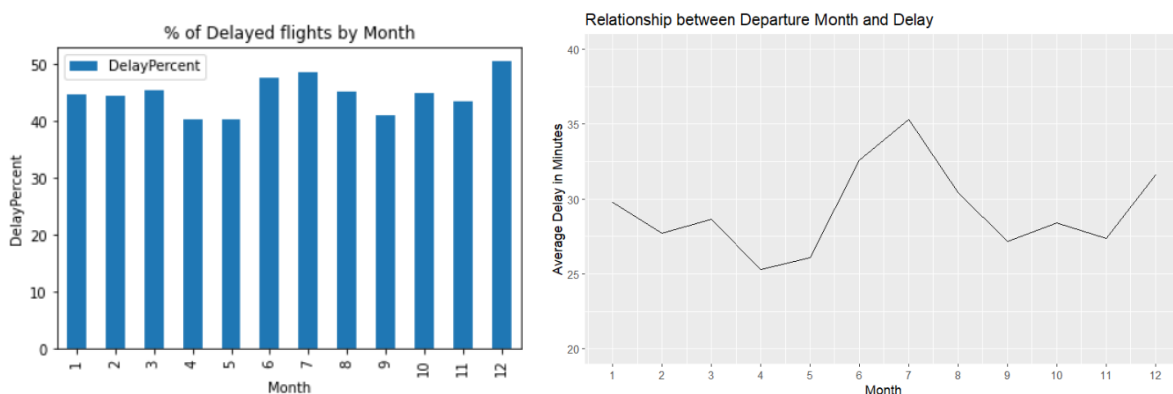 % of Delayed flights by Month
DelayPercent
DelayPercent
50
40
30
20
10
0
1 2 3 4 5 6 7 8 9 10 11 12
Month
Relationship between Departure Month and Delay
Average Delay in Minutes
40
35
30
25
20
1 2 3 4 5 6 7 8 9 10 11 12
Month